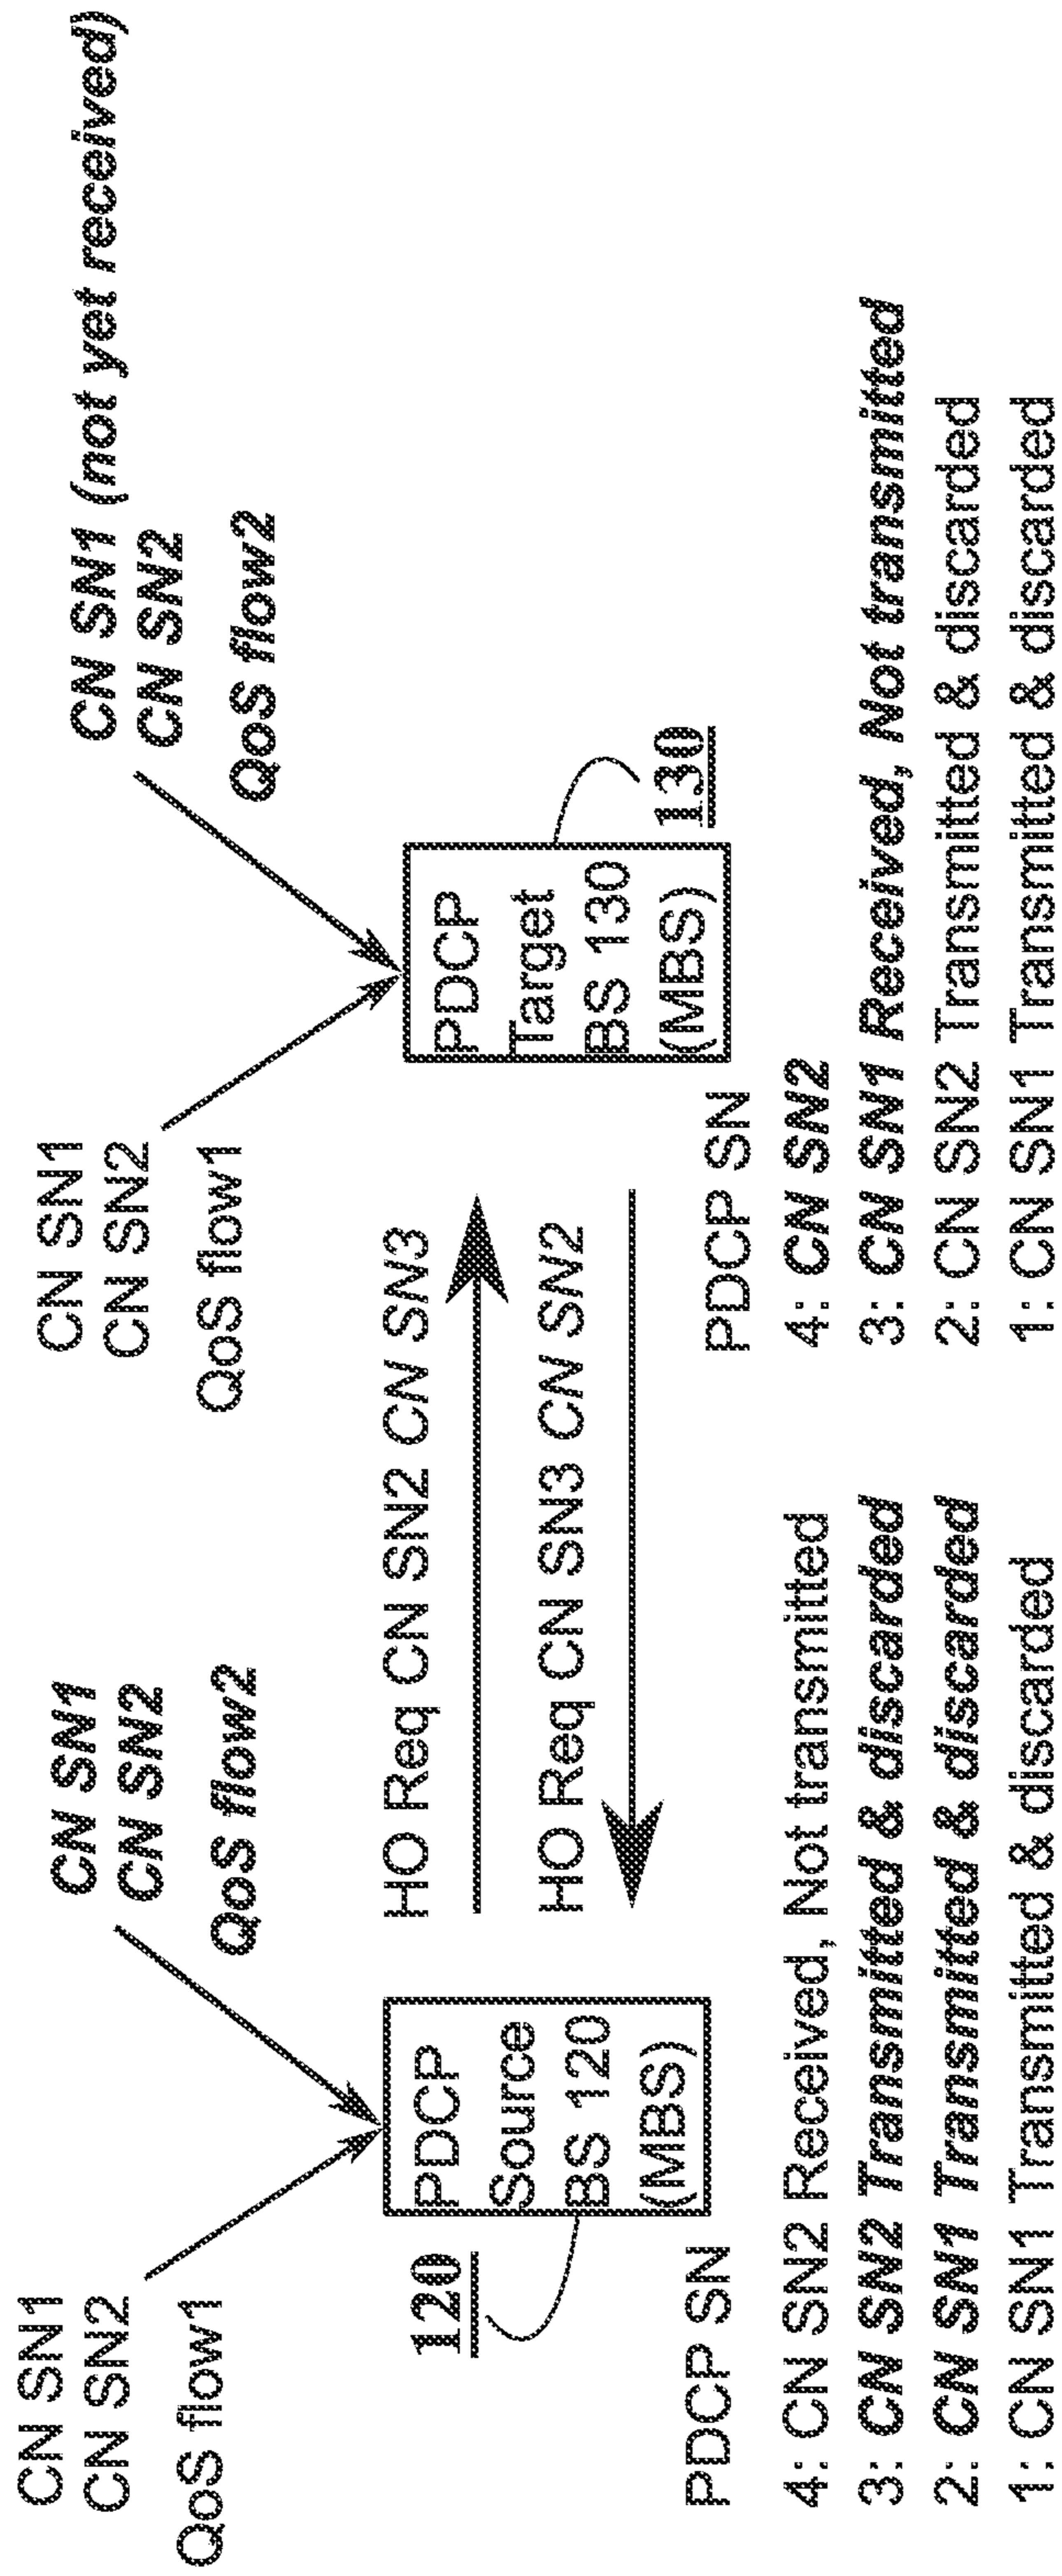 CN SN1
CN SN2
QoS flow1
CN SN1
CN SN2
QoS flow2
120
PDCP
Source
BS 120
(MBS)
HO Req CN SN2 CN SN3
HO Req CN SN3 CN SN2
CN SN1
CN SN2
QoS flow1
CN SN1 (not yet received)
CN SN2
QoS flow2
PDCP
Target
BS 130
(MBS)
130
PDCP SN
4: CN SN2 Received, Not transmitted
3: CN SN2 Transmitted & discarded
2: CN SN1 Transmitted & discarded
1: CN SN1 Transmitted & discarded
PDCP SN
4: CN SN2
3: CN SN1 Received, Not transmitted
2: CN SN2 Transmitted & discarded
1: CN SN1 Transmitted & discarded